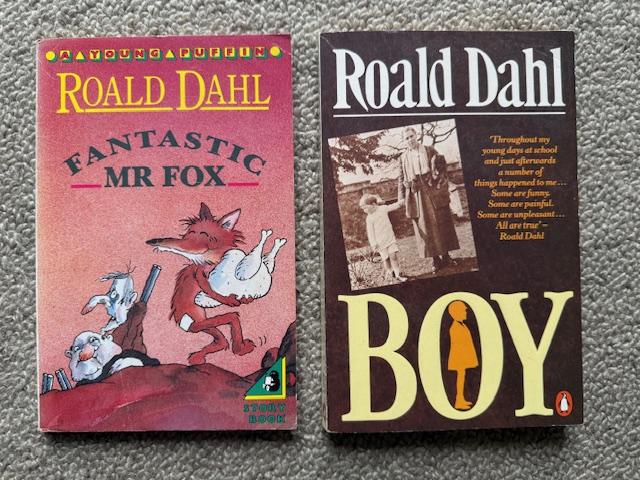 A YOUNG PUFFIN
ROALD DAHL
FANTASTIC
MR FOX
STORY
BOOK
Roald Dahl
'Throughout my
young days at school
and just afterwards
a number of
things happened to me...
Some are funny.
Some are painful.
Some are unpleasant...
All are true' –
Roald Dahl
BOY